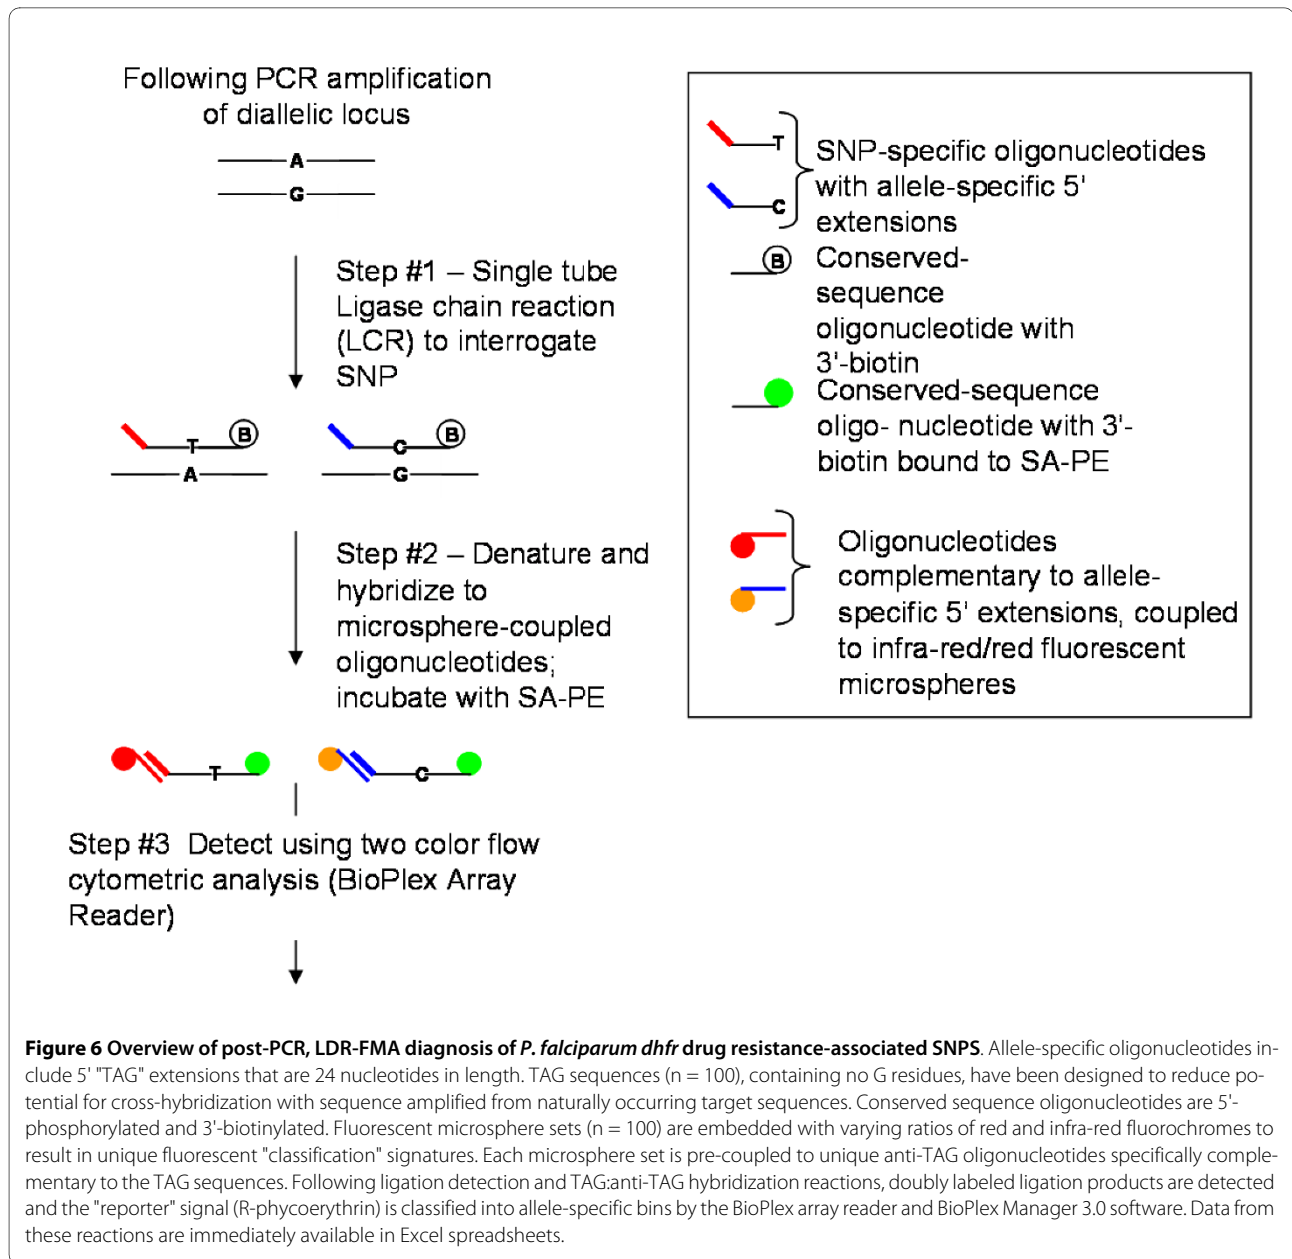 Following PCR amplification
of diallelic locus
A
G
Step #1 – Single tube
Ligase chain reaction
(LCR) to interrogate
SNP
T B
A
C B
G
Step #2 – Denature and
hybridize to
microsphere-coupled
oligonucleotides;
incubate with SA-PE
T
C
Step #3 Detect using two color flow
cytometric analysis (BioPlex Array
Reader)
T
C
SNP-specific oligonucleotides
with allele-specific 5'
extensions
B
Conserved-
sequence
oligonucleotide with
3'-biotin
Conserved-sequence
oligo- nucleotide with 3'-
biotin bound to SA-PE
Oligonucleotides
complementary to allele-
specific 5' extensions, coupled
to infra-red/red fluorescent
microspheres
Figure 6 Overview of post-PCR, LDR-FMA diagnosis of P. falciparum dhfr drug resistance-associated SNPS. Allele-specific oligonucleotides in-
clude 5' "TAG" extensions that are 24 nucleotides in length. TAG sequences (n = 100), containing no G residues, have been designed to reduce po-
tential for cross-hybridization with sequence amplified from naturally occurring target sequences. Conserved sequence oligonucleotides are 5'-
phosphorylated and 3'-biotinylated. Fluorescent microsphere sets (n = 100) are embedded with varying ratios of red and infra-red fluorochromes to
result in unique fluorescent "classification" signatures. Each microsphere set is pre-coupled to unique anti-TAG oligonucleotides specifically comple-
mentary to the TAG sequences. Following ligation detection and TAG:anti-TAG hybridization reactions, doubly labeled ligation products are detected
and the "reporter" signal (R-phycoerythrin) is classified into allele-specific bins by the BioPlex array reader and BioPlex Manager 3.0 software. Data from
these reactions are immediately available in Excel spreadsheets.